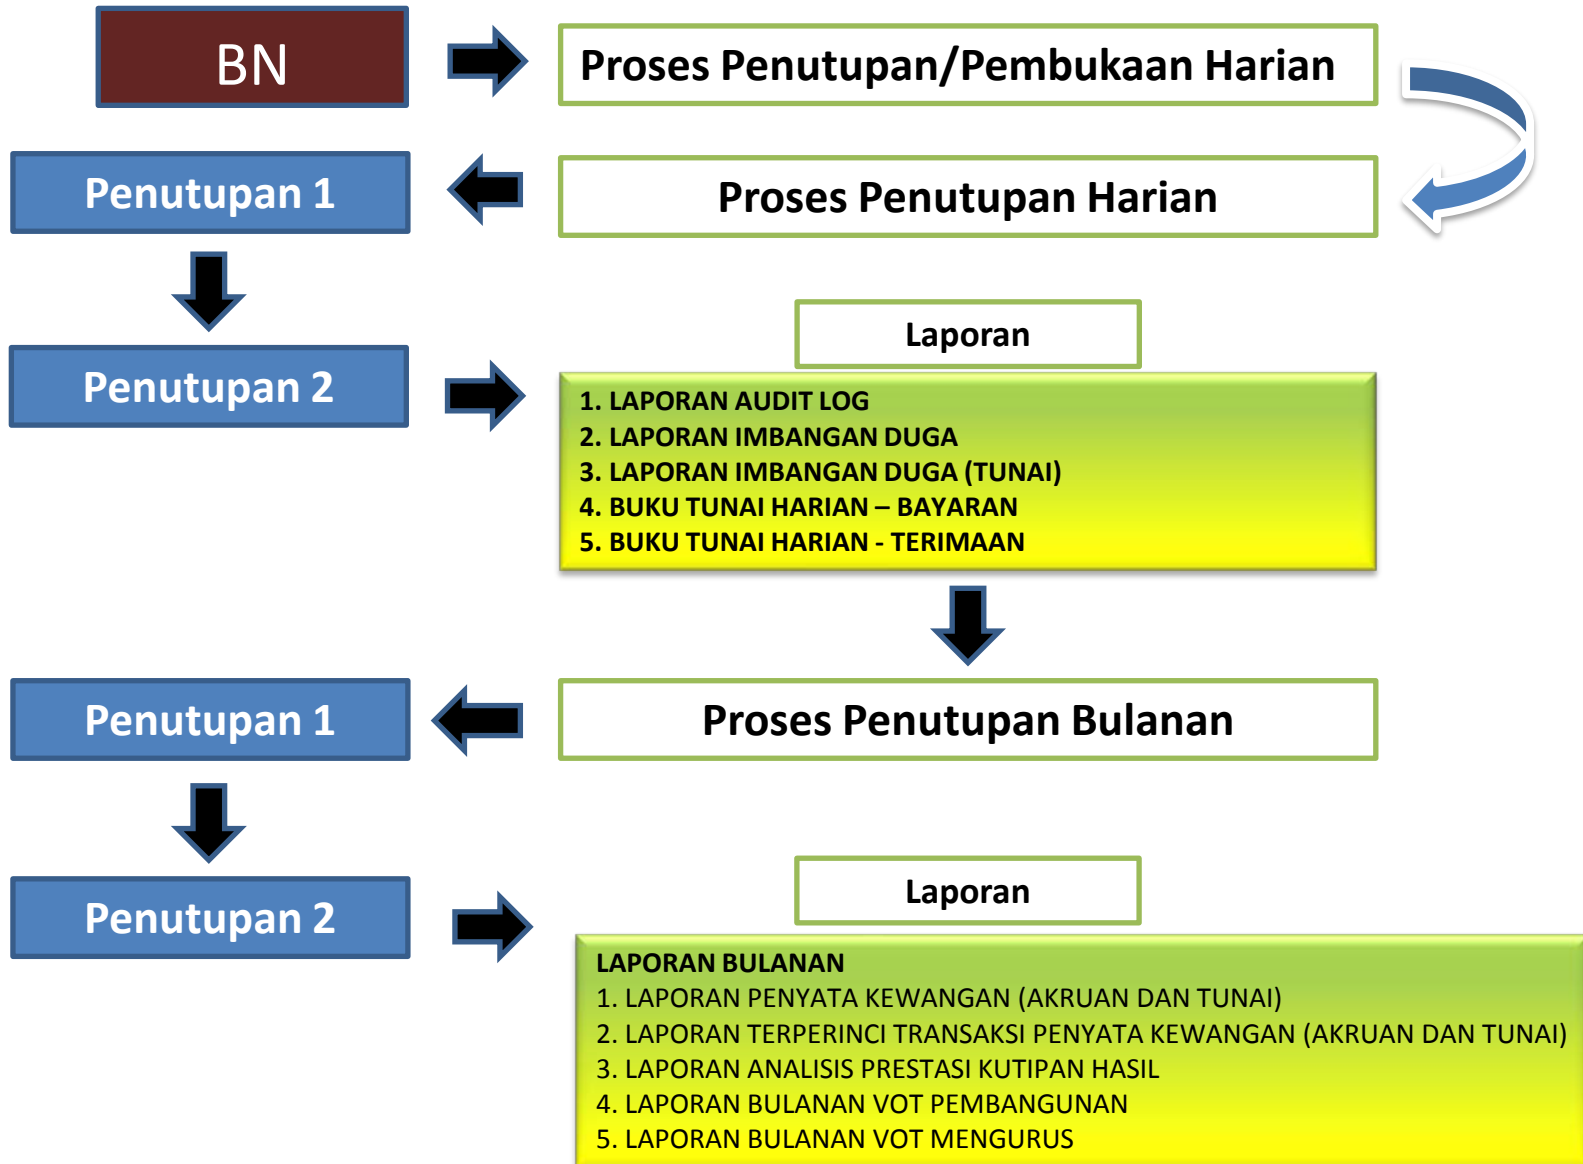 BN
Proses Penutupan/Pembukaan Harian
Penutupan 1
Proses Penutupan Harian
Penutupan 2
Laporan
1. LAPORAN AUDIT LOG
2. LAPORAN IMBANGAN DUGA
3. LAPORAN IMBANGAN DUGA (TUNAI)
4. BUKU TUNAI HARIAN – BAYARAN
5. BUKU TUNAI HARIAN - TERIMAAN
Penutupan 1
Proses Penutupan Bulanan
Penutupan 2
Laporan
LAPORAN BULANAN
1. LAPORAN PENYATA KEWANGAN (AKRUAN DAN TUNAI)
2. LAPORAN TERPERINCI TRANSAKSI PENYATA KEWANGAN (AKRUAN DAN TUNAI)
3. LAPORAN ANALISIS PRESTASI KUTIPAN HASIL
4. LAPORAN BULANAN VOT PEMBANGUNAN
5. LAPORAN BULANAN VOT MENGURUS